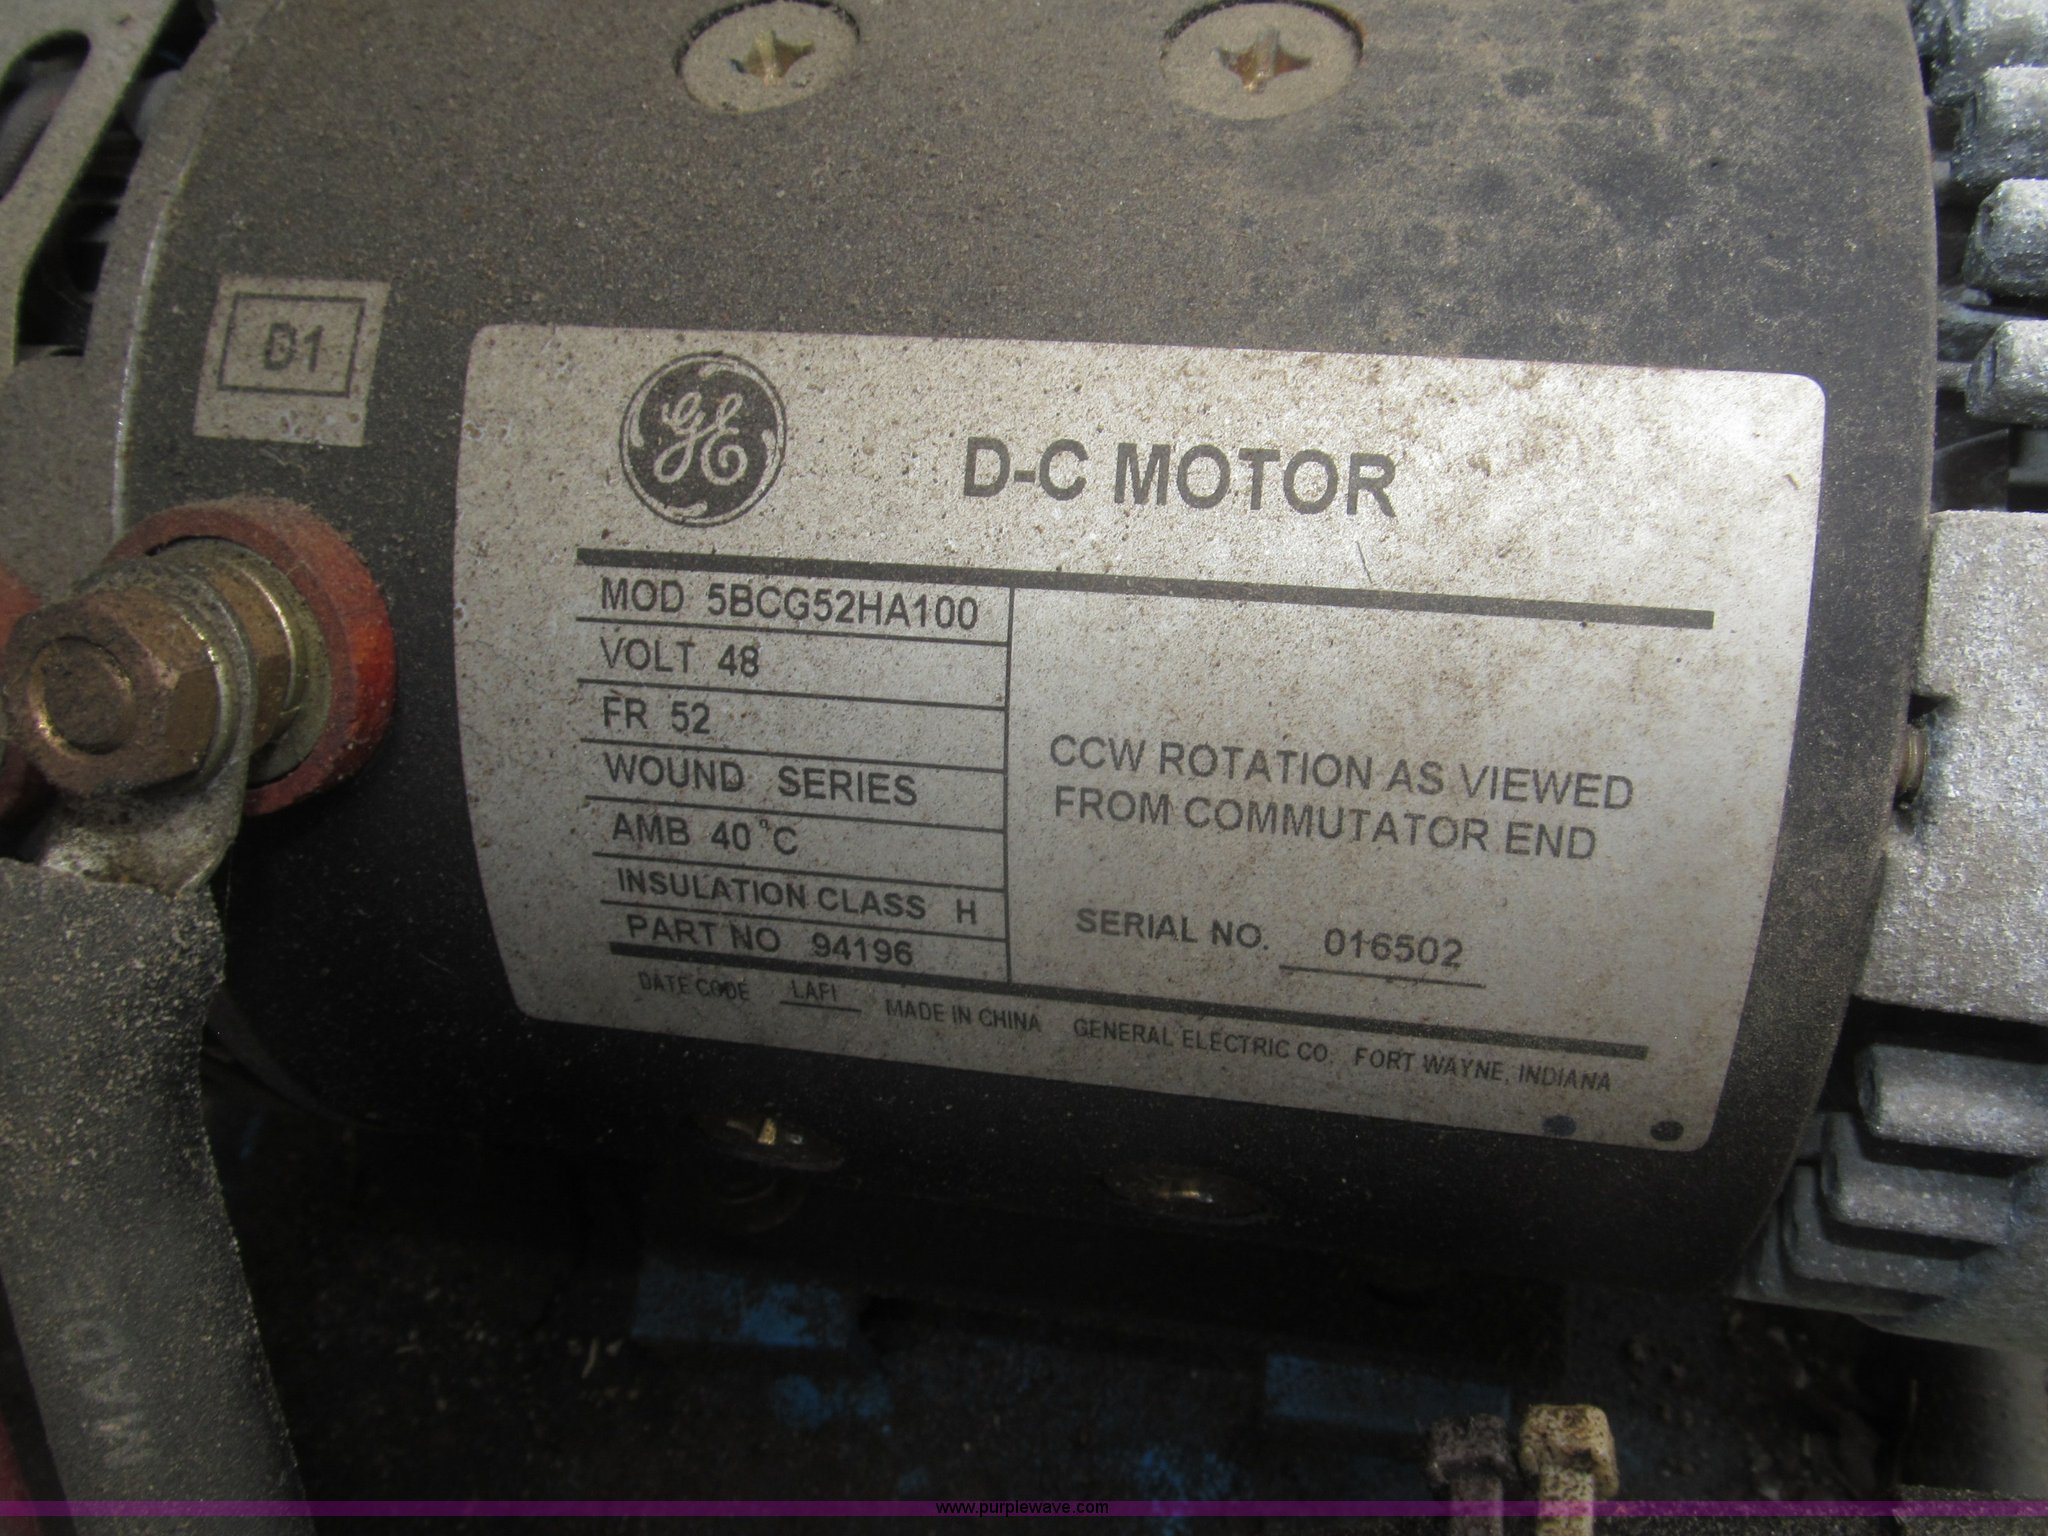 D1
GE
D-C MOTOR
MOD 5BCG52HA100
VOLT 48
FR 52
WOUND SERIES
AMB 40°C
INSULATION CLASS H
PART NO 94196
CCW ROTATION AS VIEWED
FROM COMMUTATOR END
SERIAL NO. 016502
DATE CODE LAFI MADE IN CHINA GENERAL ELECTRIC CO. FORT WAYNE, INDIANA
www.purplewave.com